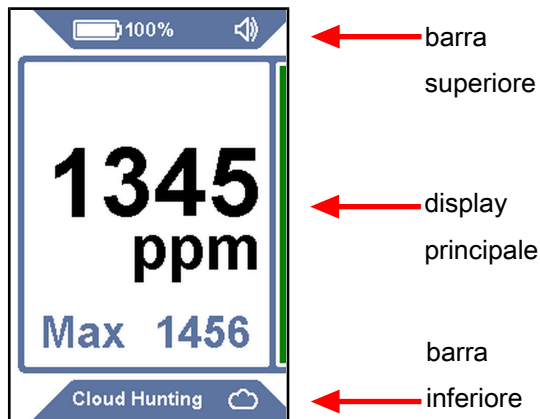 100%
barra
superiore
1345
ppm
display
principale
Max 1456
barra
inferiore
Cloud Hunting